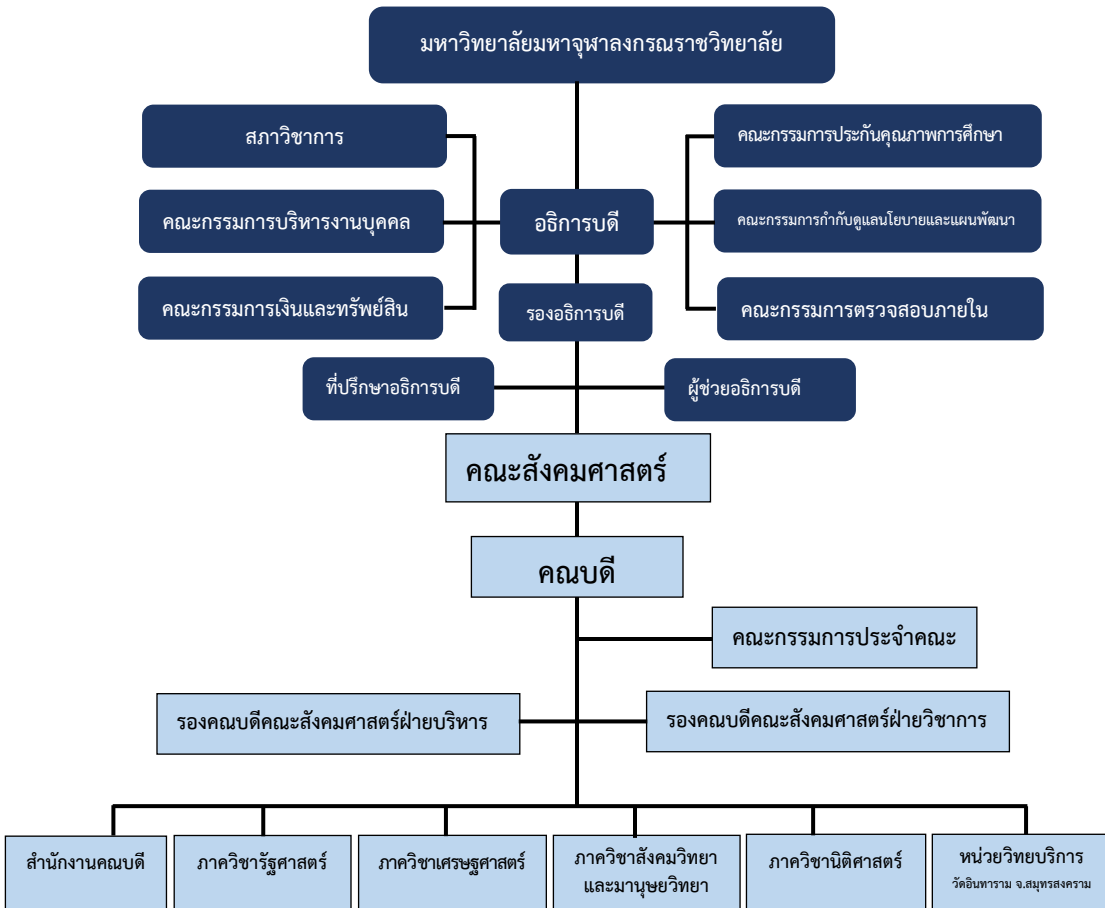 มหาวิทยาลัยมหาจุฬาลงกรณราชวิทยาลัย
สภาวิชาการ
คณะกรรมการประกันคุณภาพการศึกษา
คณะกรรมการบริหารงานบุคคล
อธิการบดี
คณะกรรมการกำกับดูแลนโยบายและแผนพัฒนา
คณะกรรมการเงินและทรัพย์สิน
รองอธิการบดี
คณะกรรมการตรวจสอบภายใน
ที่ปรึกษาอธิการบดี
ผู้ช่วยอธิการบดี
คณะสังคมศาสตร์
คณบดี
คณะกรรมการประจำคณะ
รองคณบดีคณะสังคมศาสตร์ฝ่ายบริหาร
รองคณบดีคณะสังคมศาสตร์ฝ่ายวิชาการ
สำนักงานคณบดี
ภาควิชารัฐศาสตร์
ภาควิชาเศรษฐศาสตร์
ภาควิชาสังคมวิทยา
และมานุษยวิทยา
ภาควิชานิติศาสตร์
หน่วยวิทยบริการ
วัดอินทาราม จ.สมุทรสงคราม